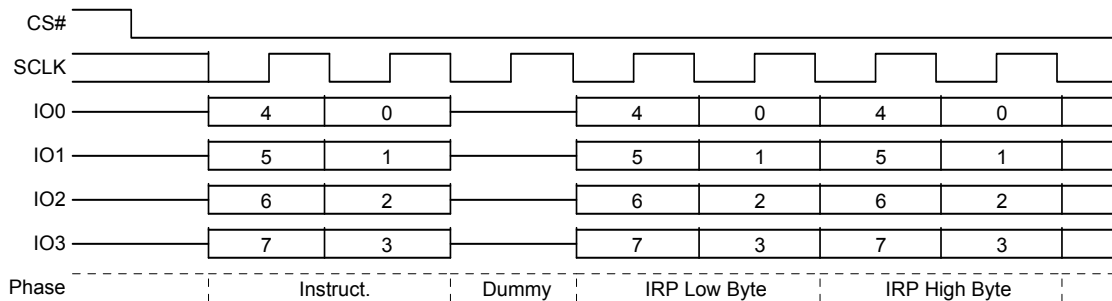 CS#
SCLK
IO0 4 0 4 0 4 0
IO1 5 1 5 1 5 1
IO2 6 2 6 2 6 2
IO3 7 3 7 3 7 3
Phase Instruct. Dummy IRP Low Byte IRP High Byte